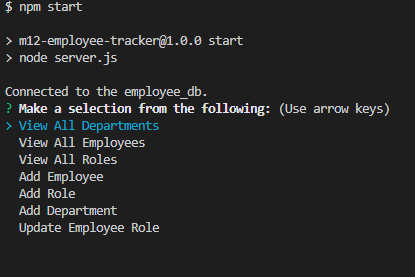 $ npm start
> m12-employee-tracker@1.0.0 start
> node server.js
Connected to the employee_db.
? Make a selection from the following: (Use arrow keys)
> View All Departments
View All Employees
View All Roles
Add Employee
Add Role
Add Department
Update Employee Role